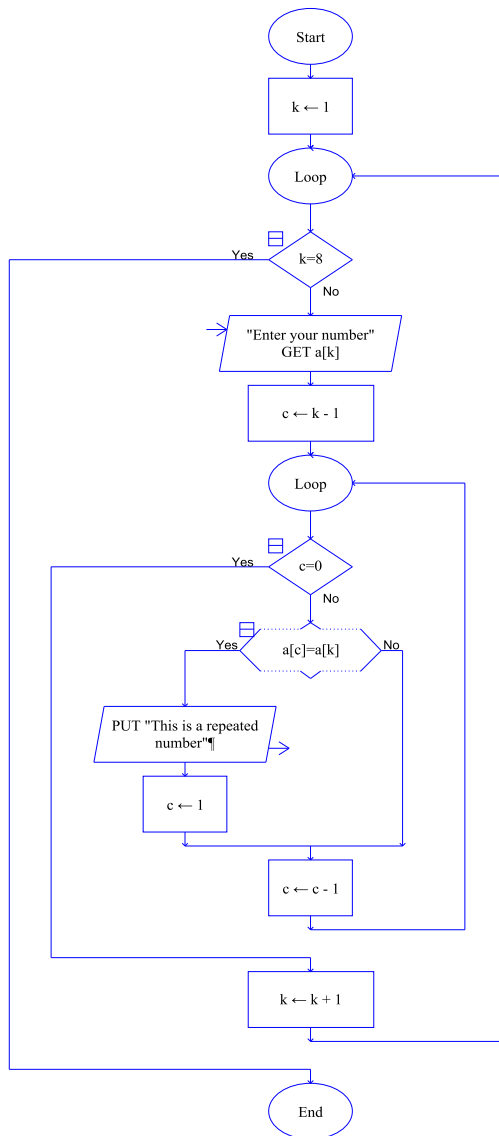 Start
k ← 1
Loop
Yes
k=8
No
"Enter your number"
GET a[k]
c ← k - 1
Loop
Yes
c=0
No
Yes
a[c]=a[k]
No
PUT "This is a repeated
number"¶
c ← 1
c ← c - 1
k ← k + 1
End